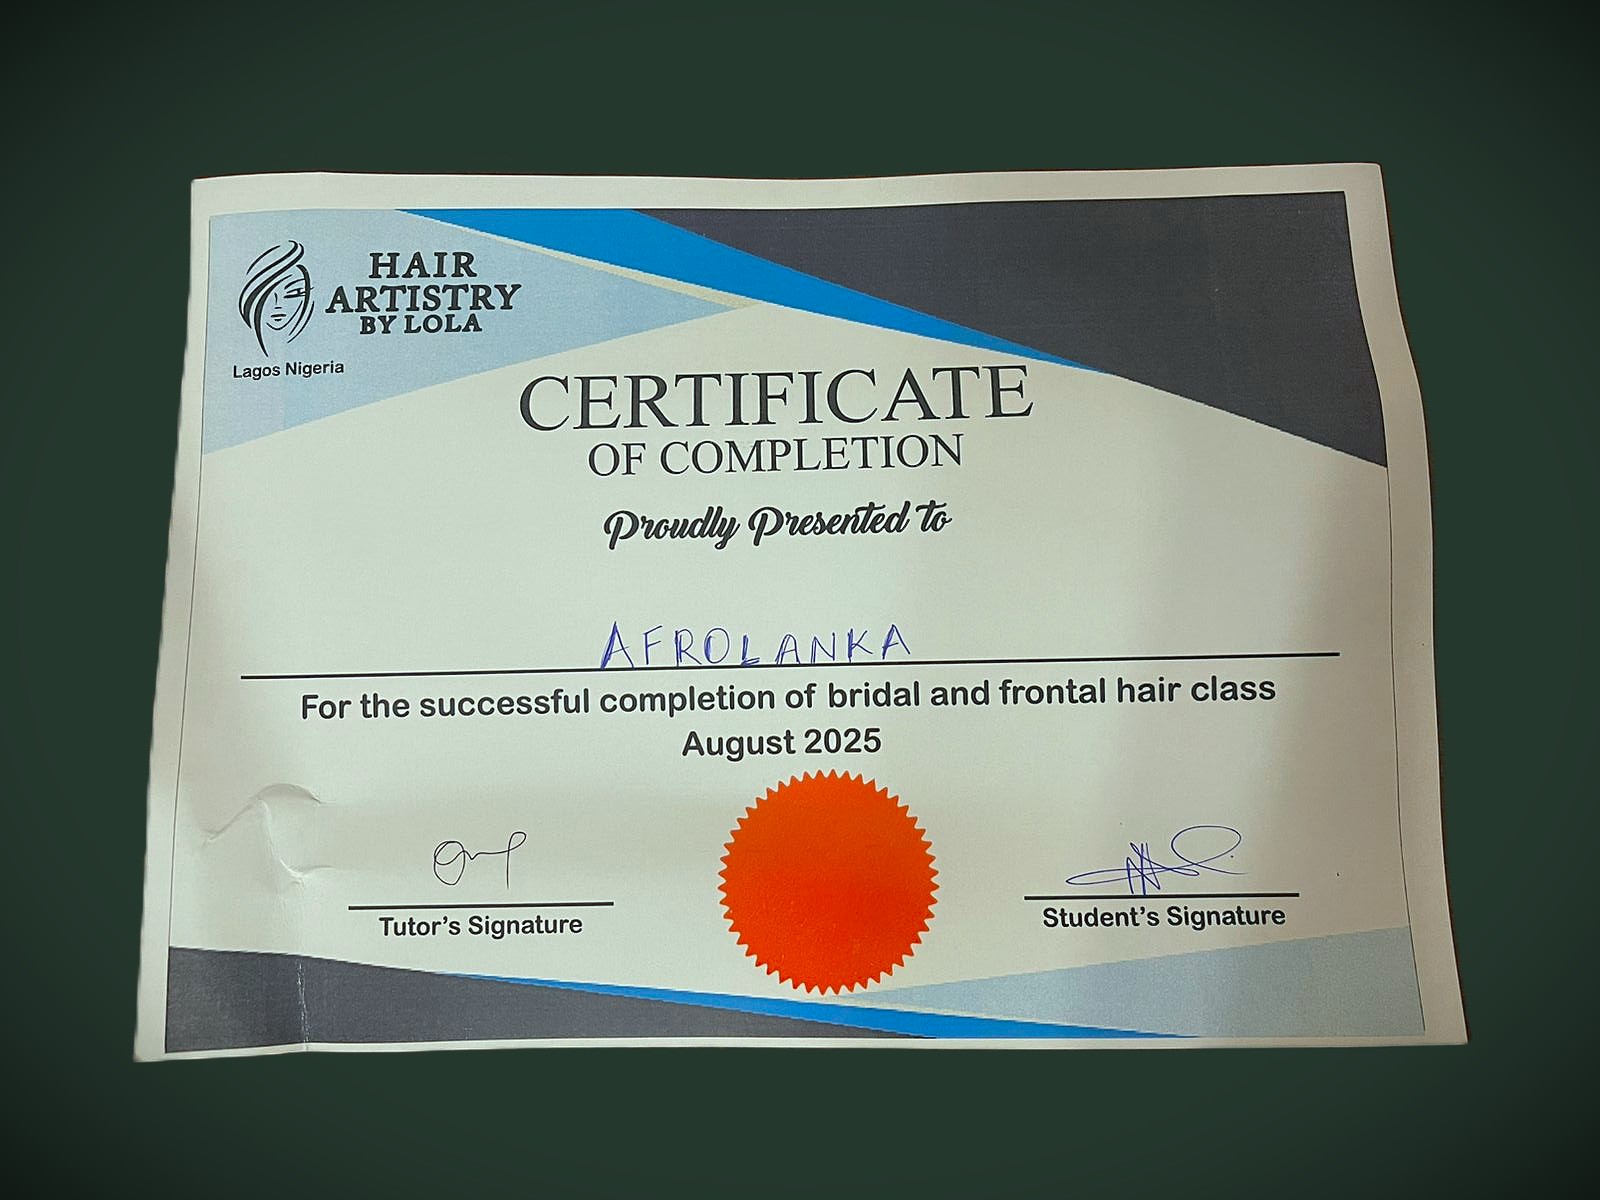 HAIR
ARTISTRY
BY LOLA
Lagos Nigeria
CERTIFICATE
OF COMPLETION
Proudly Presented to
AFROLANKA
For the successful completion of bridal and frontal hair class
August 2025
Tutor's Signature
Student's Signature